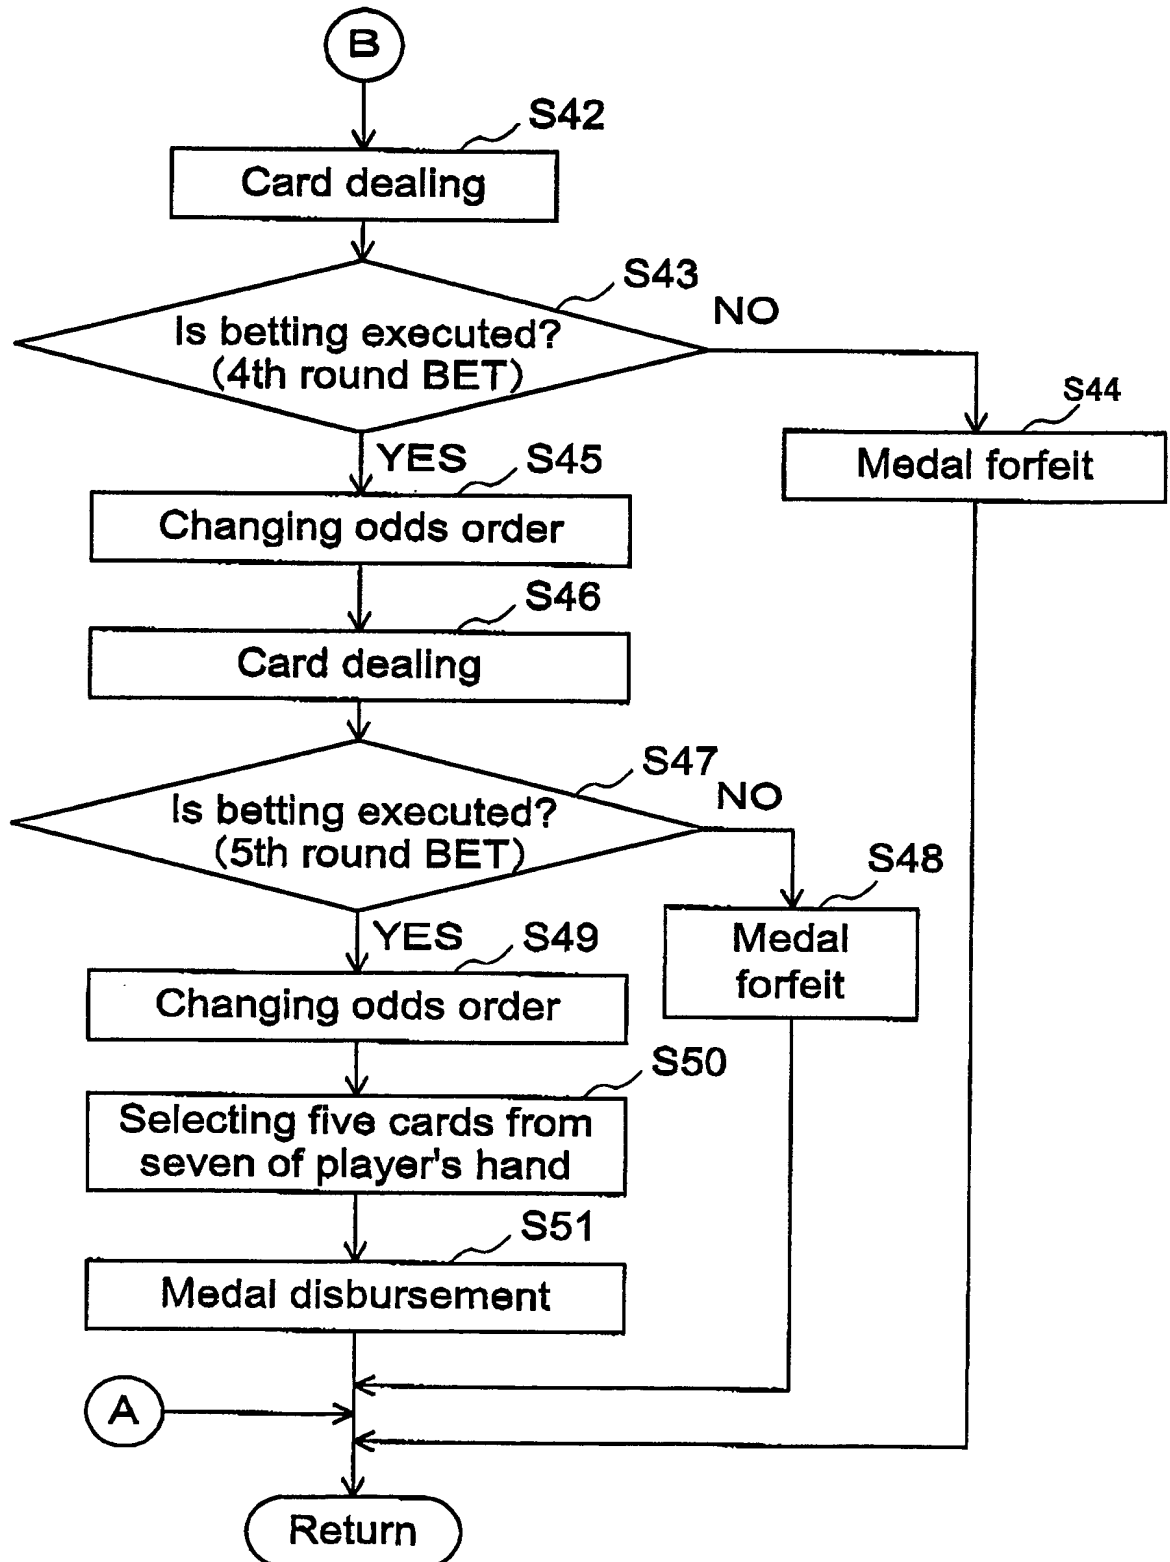 B
S42
Card dealing
S43
NO
Is betting executed?
(4th round BET)
S44
Medal forfeit
YES
S45
Changing odds order
S46
Card dealing
S47
NO
Is betting executed?
(5th round BET)
S48
Medal
forfeit
YES
S49
Changing odds order
S50
Selecting five cards from
seven of player's hand
S51
Medal disbursement
A
Return